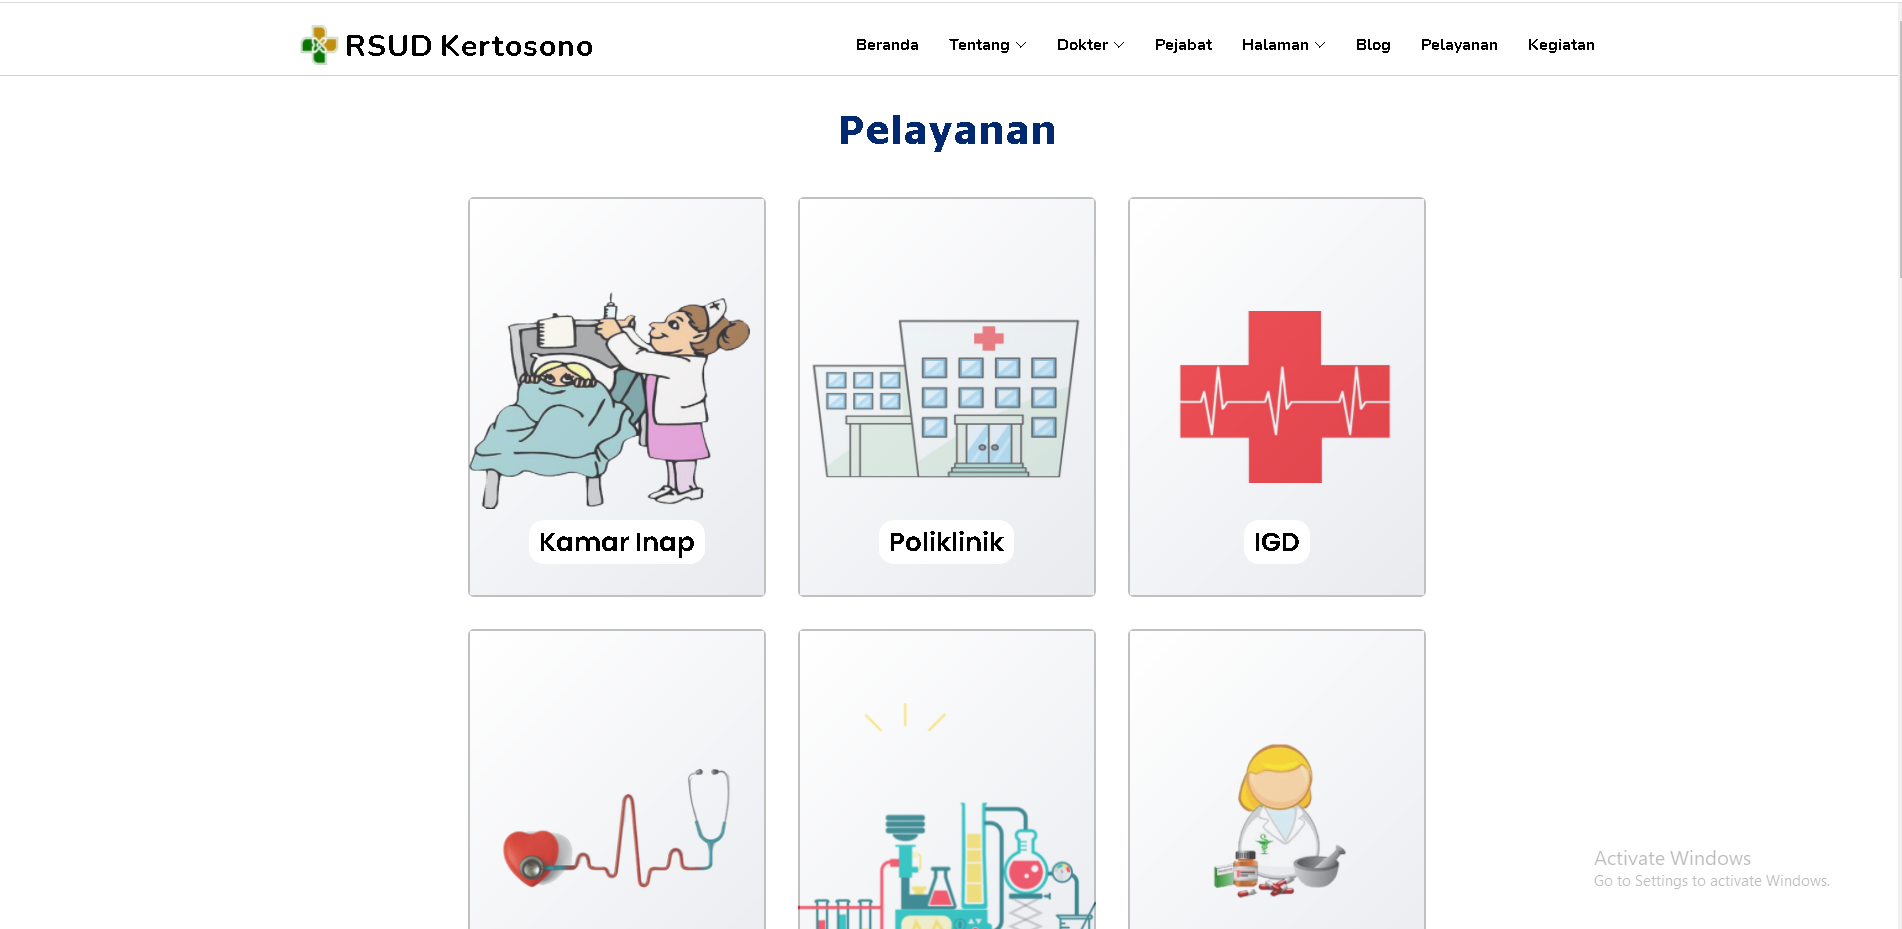 RSUD Kertosono
Beranda Tentang Dokter Pejabat Halaman Blog Pelayanan Kegiatan
Pelayanan
Kamar Inap
Poliklinik
IGD
Activate Windows
Go to Settings to activate Windows.